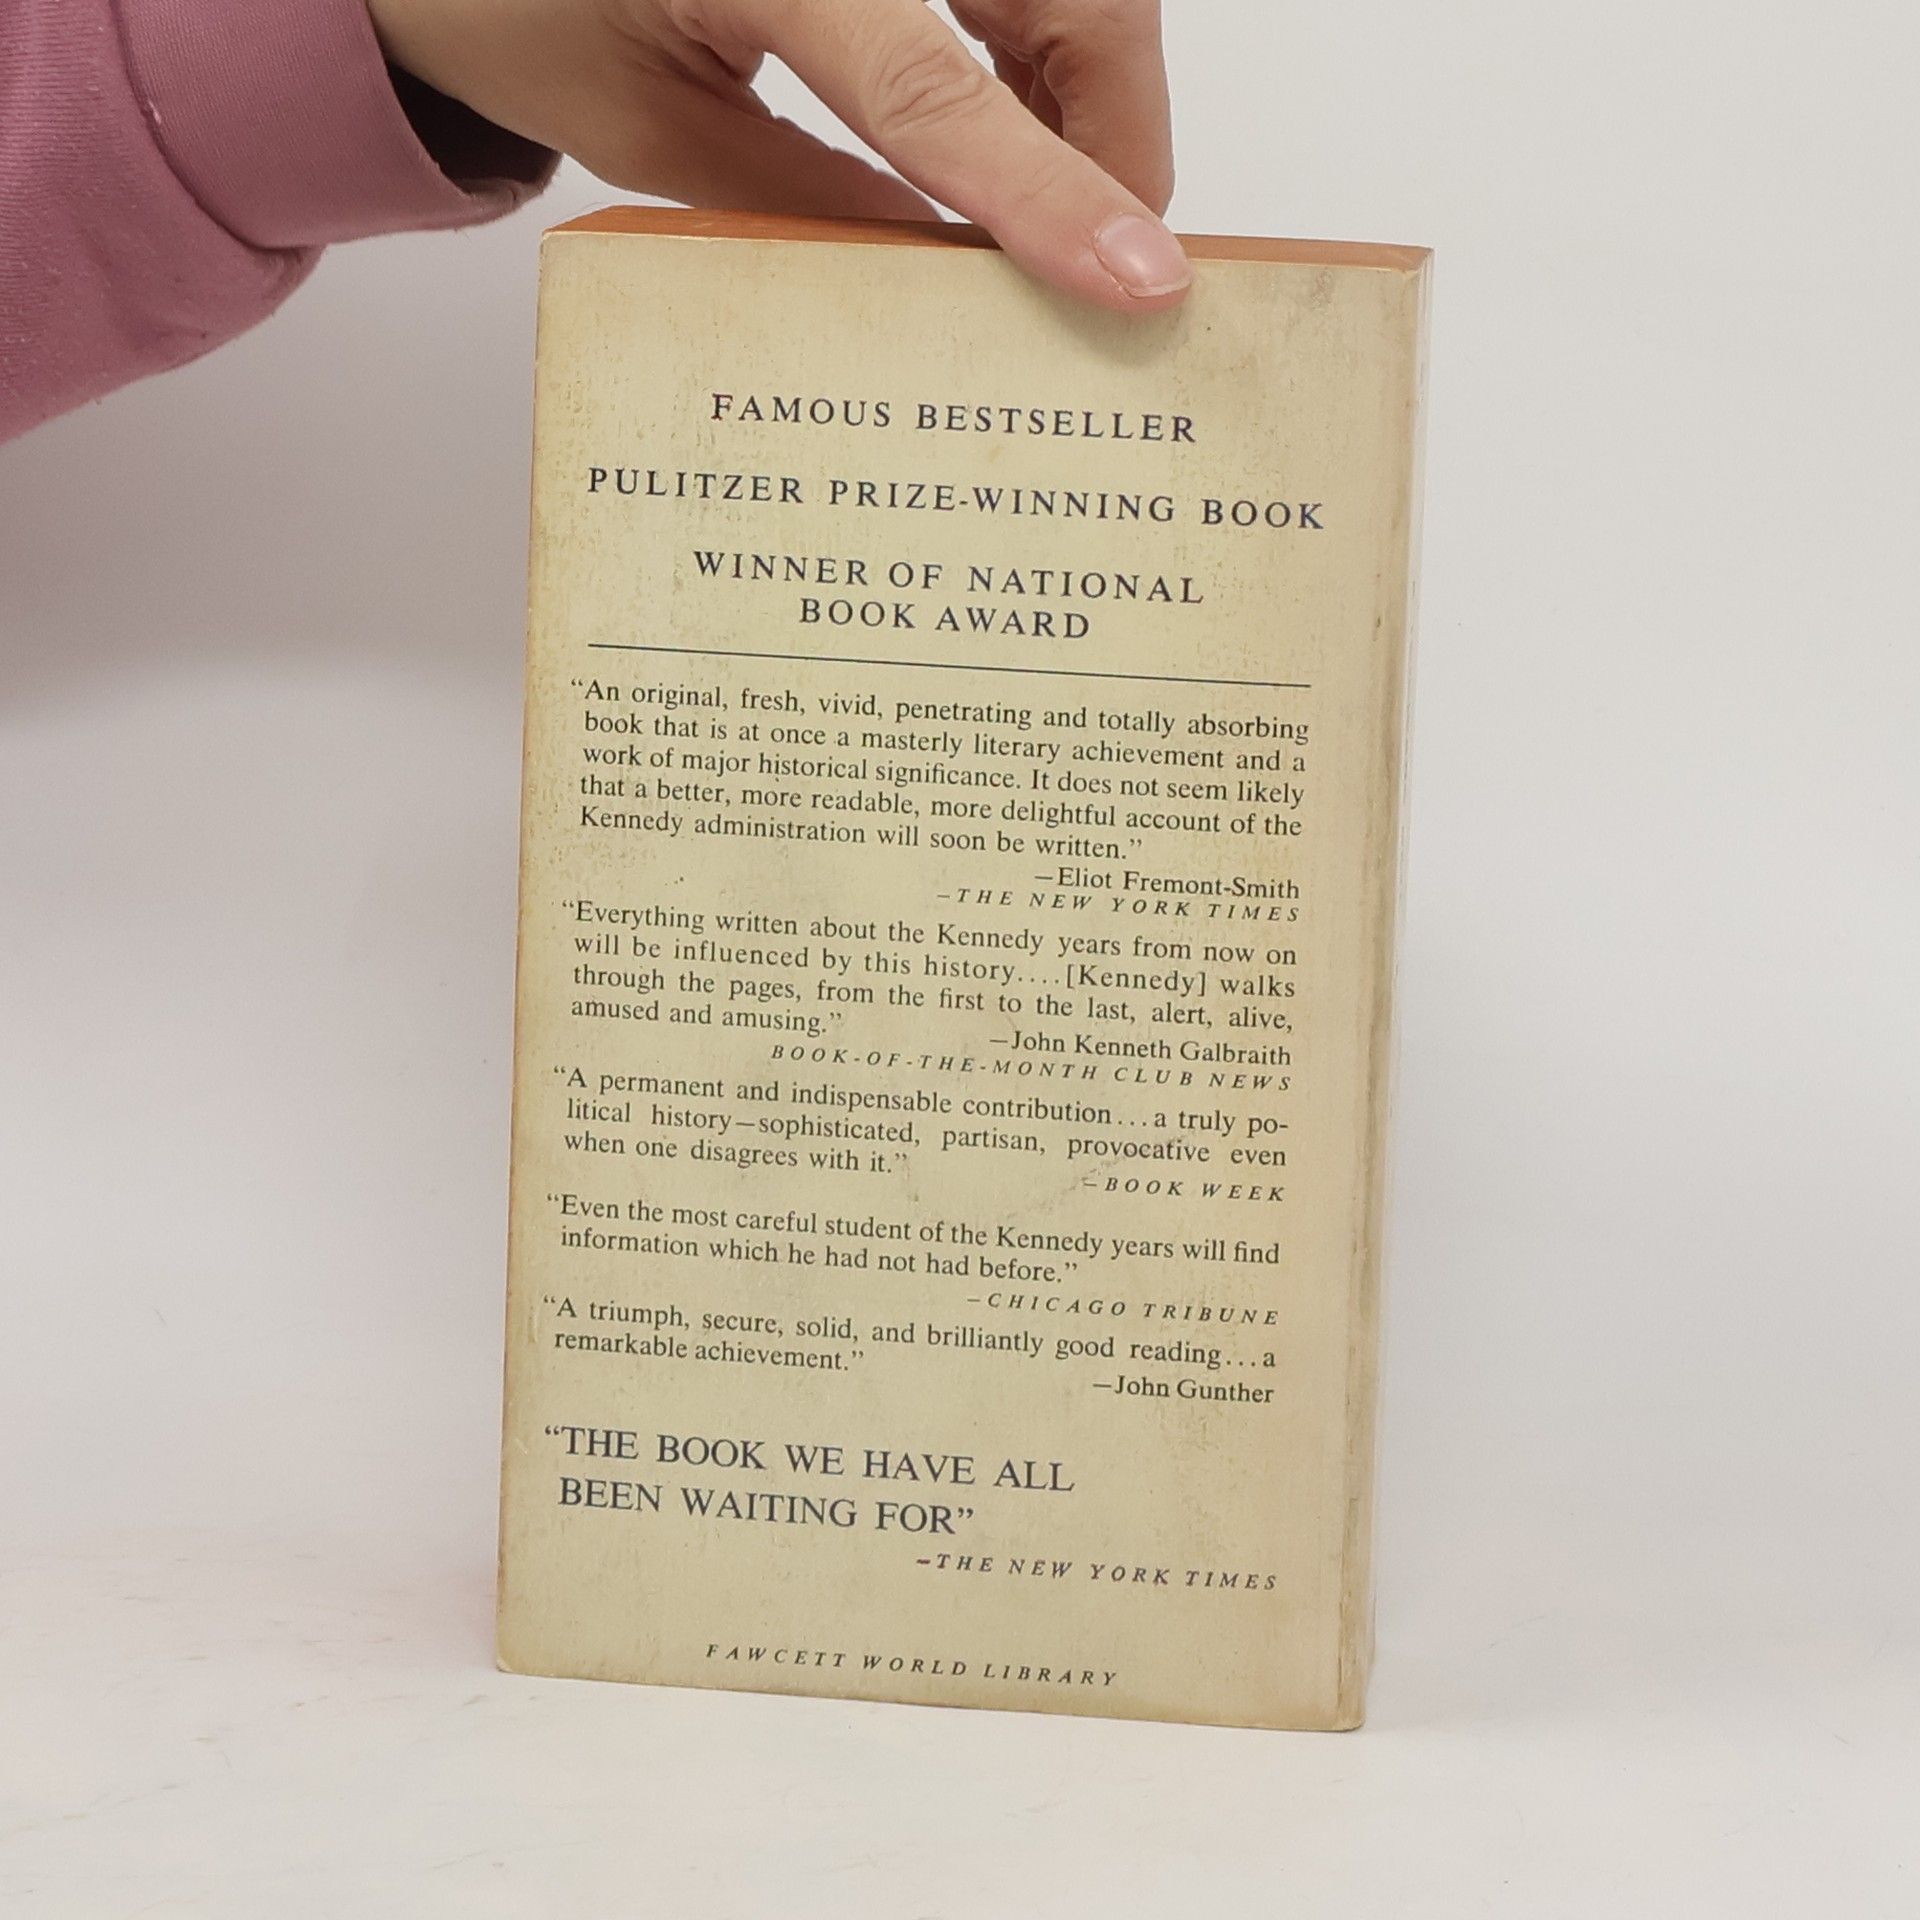 FAMOUS BESTSELLER
PULITZER PRIZE-WINNING BOOK
WINNER OF NATIONAL
BOOK AWARD
“An original, fresh, vivid, penetrating and totally absorbing
book that is at once a masterly literary achievement and a
work of major historical significance. It does not seem likely
that a better, more readable, more delightful account of the
Kennedy administration will soon be written.”
—Eliot Fremont-Smith
—THE NEW YORK TIMES
“Everything written about the Kennedy years from now on
will be influenced by this history....[Kennedy] walks
through the pages, from the first to the last, alert, alive,
amused and amusing.”
—John Kenneth Galbraith
BOOK-OF-THE-MONTH CLUB NEWS
“A permanent and indispensable contribution...a truly po-
litical history—sophisticated, partisan, provocative even
when one disagrees with it.”
—BOOK WEEK
“Even the most careful student of the Kennedy years will find
information which he had not had before.”
—CHICAGO TRIBUNE
“A triumph, secure, solid, and brilliantly good reading...a
remarkable achievement.”
—John Gunther
“THE BOOK WE HAVE ALL
BEEN WAITING FOR”
—THE NEW YORK TIMES
FAWCETT WORLD LIBRARY